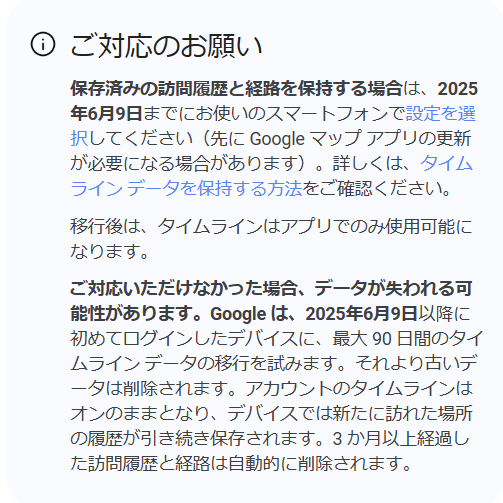 ご対応のお願い
保存済みの訪問履歴と経路を保持する場合は、2025
年6月9日までにお使いのスマートフォンで設定を選
択してください（先に Google マップ アプリの更新
が必要になる場合があります）。詳しくは、タイム
ライン データを保持する方法をご確認ください。
移行後は、タイムラインはアプリでのみ使用可能に
なります。
ご対応いただけなかった場合、データが失われる可
能性があります。Google は、2025年6月9日以降に
初めてログインしたデバイスに、最大 90 日間のタイ
ムライン データの移行を試みます。それより古いデ
ータは削除されます。アカウントのタイムラインは
オンのままとなり、デバイスでは新たに訪れた場所
の履歴が引き続き保存されます。3 か月以上経過し
た訪問履歴と経路は自動的に削除されます。